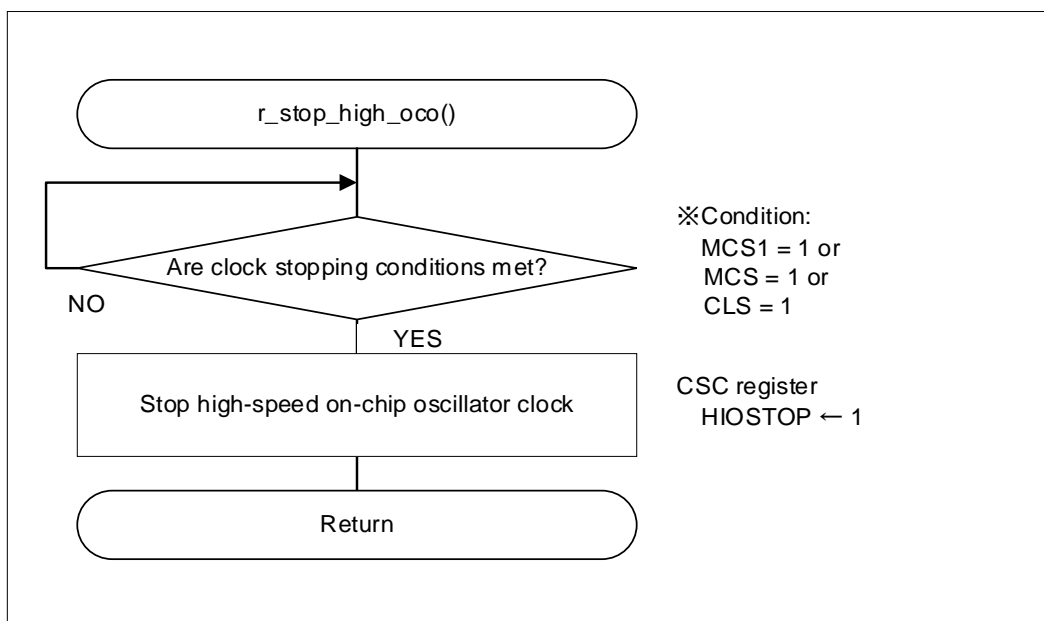 r_stop_high_oco()
Are clock stopping conditions met?
※Condition:
MCS1 = 1 or
MCS = 1 or
CLS = 1
NO
YES
Stop high-speed on-chip oscillator clock
CSC register
HIOSTOP ← 1
Return